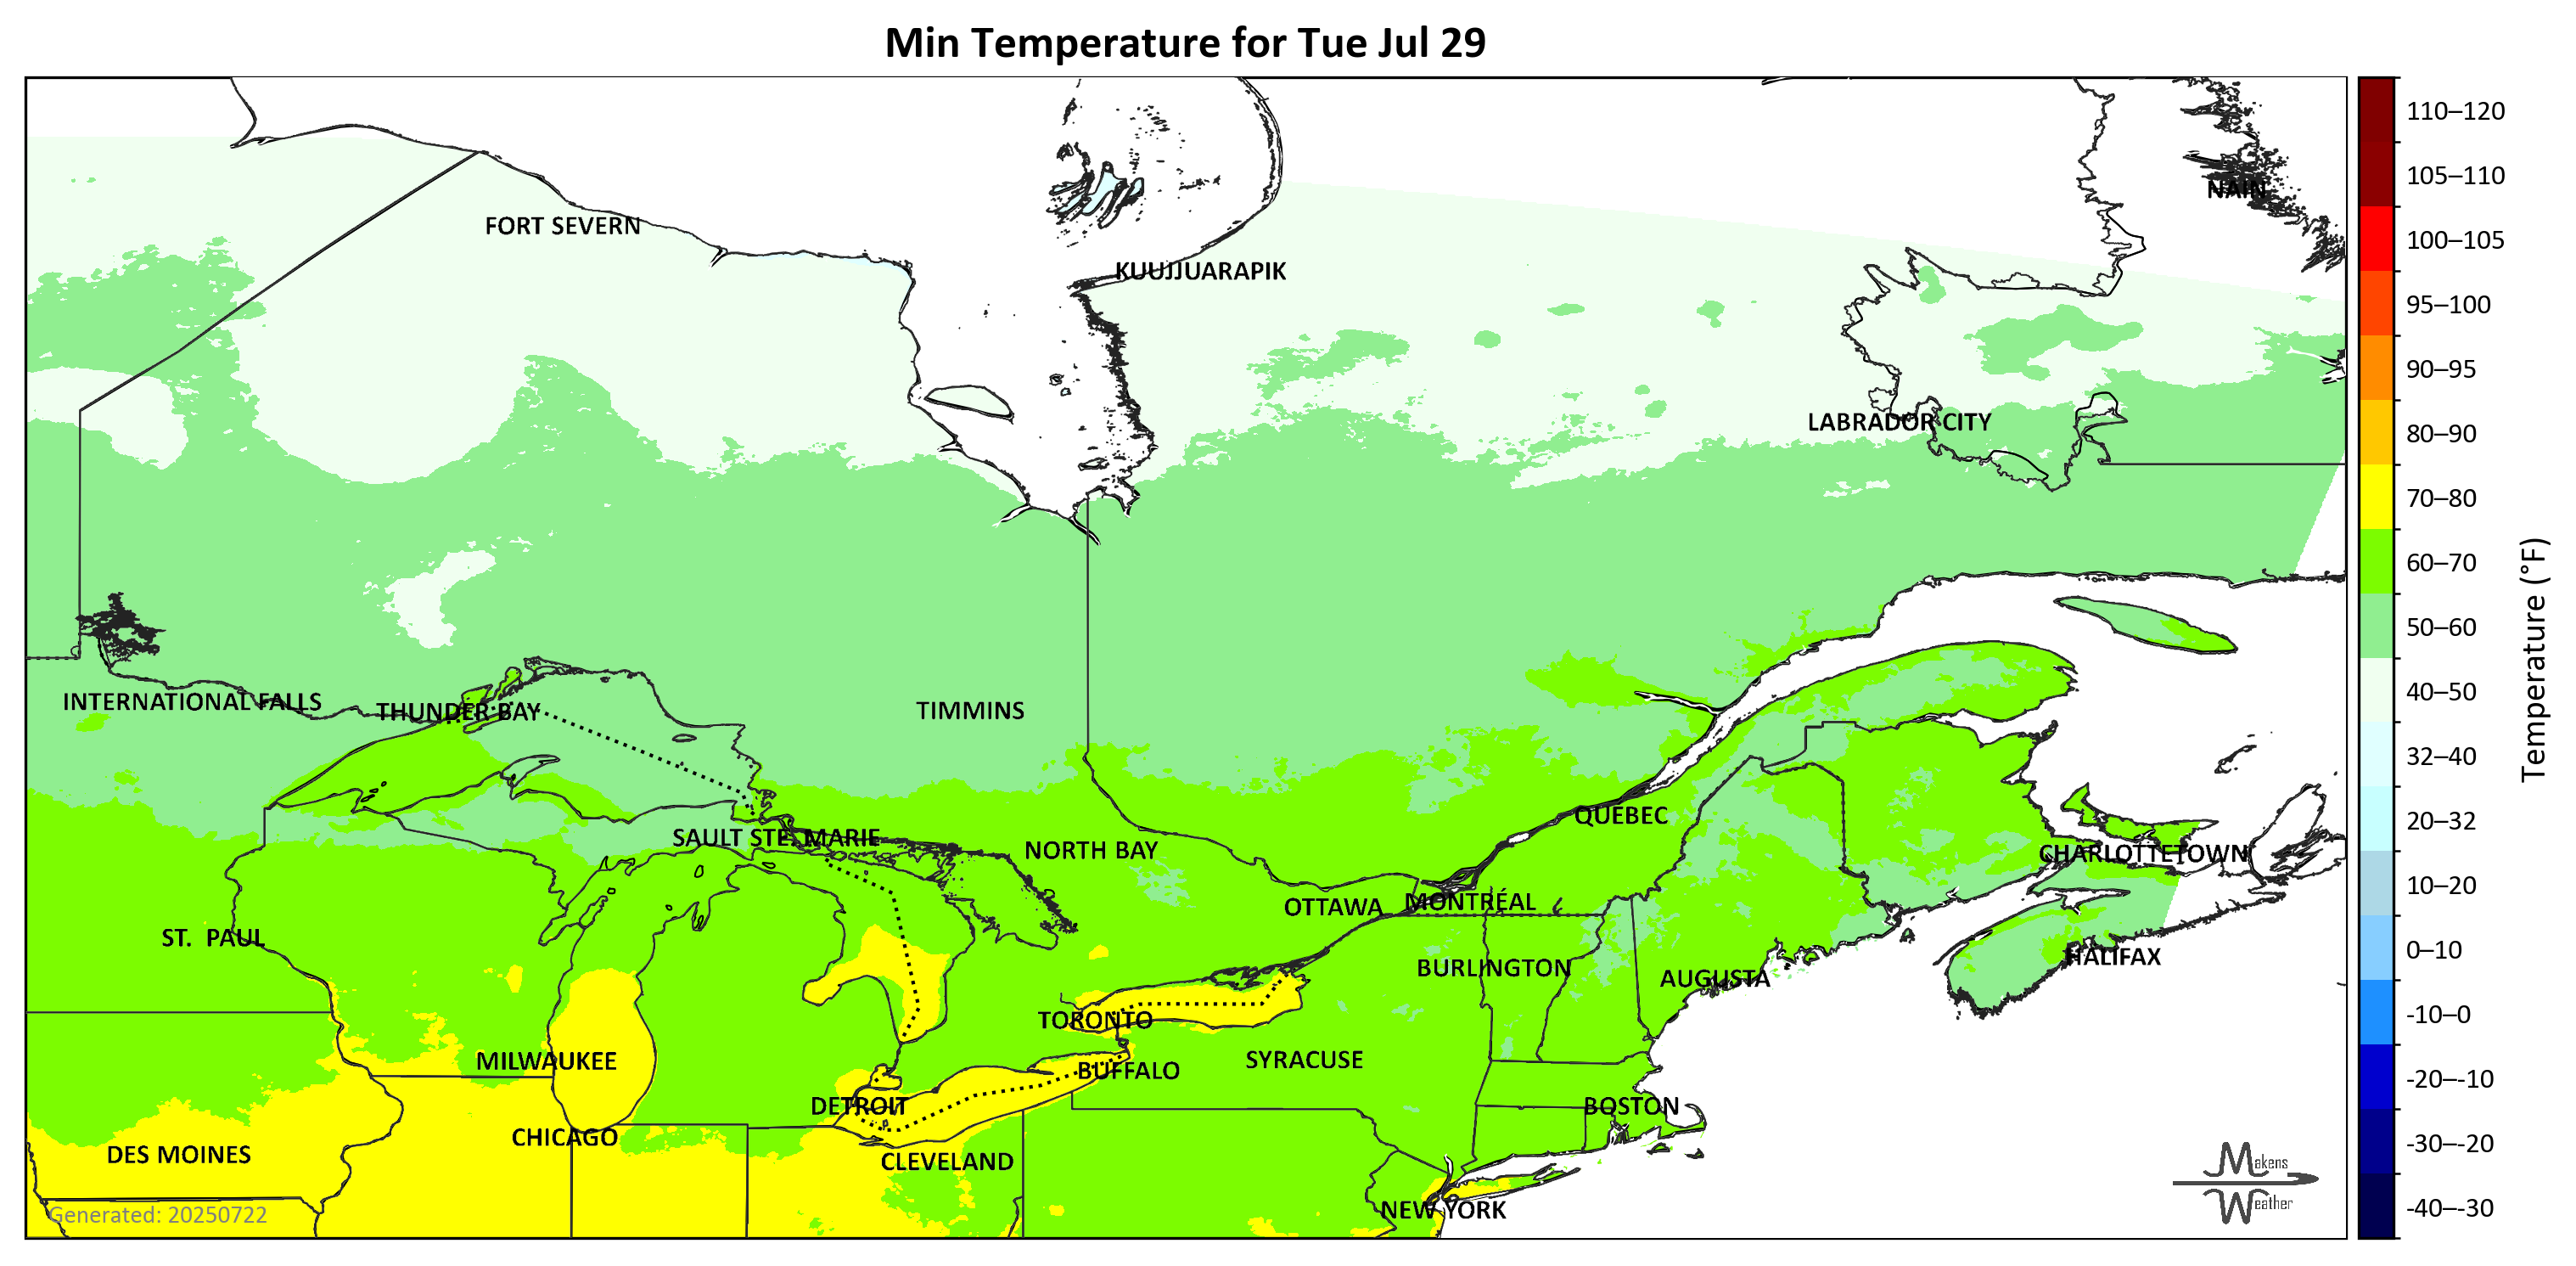 Min Temperature for Tue Jul 29
110–120
105–110
100–105
95–100
90–95
80–90
70–80
60–70
50–60
40–50
32–40
20–32
10–20
0–10
-10–0
-20–-10
-30–-20
-40–-30
Temperature (°F)
NAIN
FORT SEVERN
KUUJJUARAPIK
LABRADOR CITY
INTERNATIONAL FALLS
THUNDER BAY
TIMMINS
QUEBEC
SAULT STE. MARIE
NORTH BAY
CHARLOTTETOWN
OTTAWA
MONTRÉAL
ST. PAUL
HALIFAX
BURLINGTON
AUGUSTA
TORONTO
MILWAUKEE
SYRACUSE
BUFFALO
DETROIT
BOSTON
CHICAGO
DES MOINES
CLEVELAND
NEW YORK
Generated: 20250722
Makens
Weather